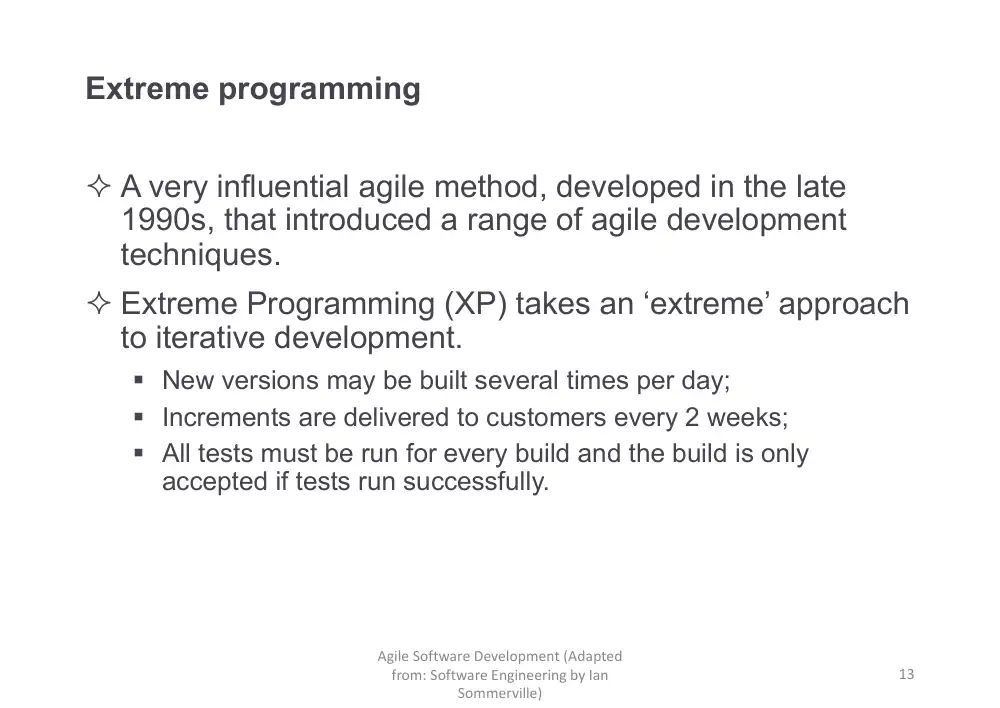 Extreme programming
✧ A very influential agile method, developed in the late
1990s, that introduced a range of agile development
techniques.
✧ Extreme Programming (XP) takes an ‘extreme’ approach
to iterative development.
▪ New versions may be built several times per day;
▪ Increments are delivered to customers every 2 weeks;
▪ All tests must be run for every build and the build is only
accepted if tests run successfully.
Agile Software Development (Adapted
from: Software Engineering by Ian
Sommerville)
13